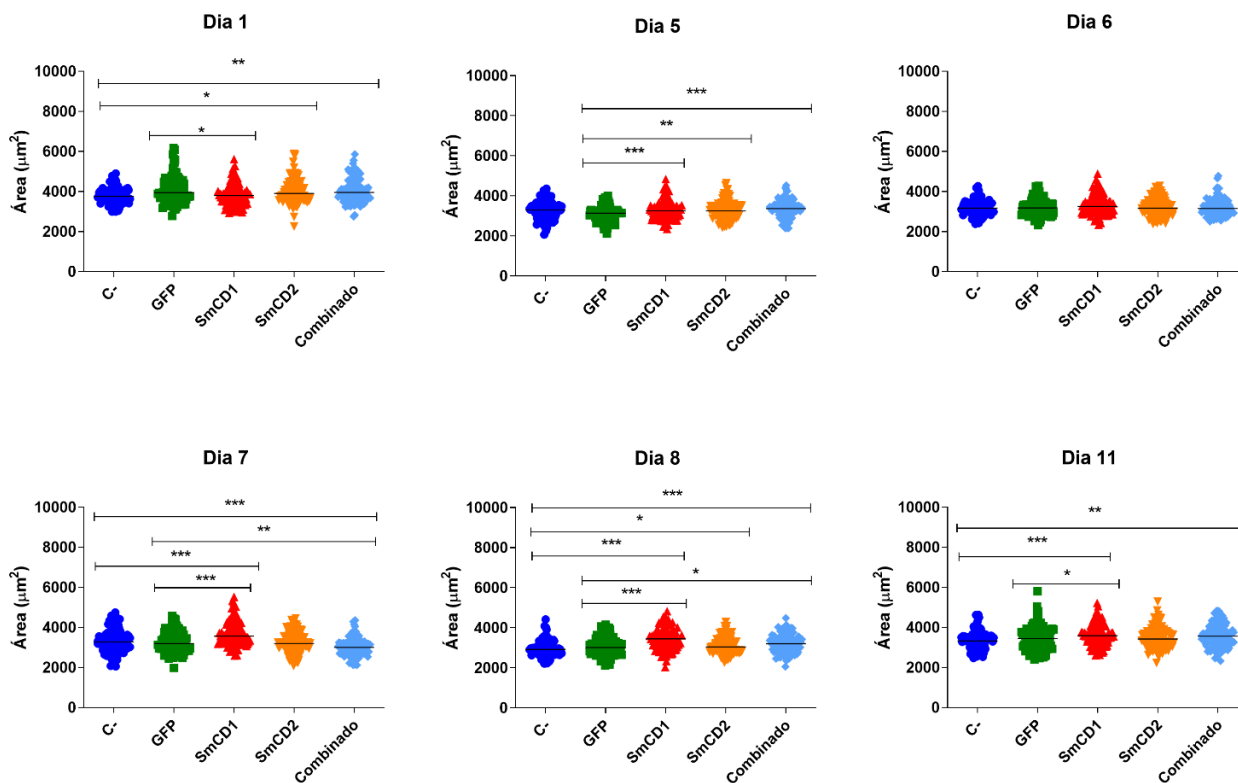 Dia 1
**
*
*
Área (μm²)
10000
8000
6000
4000
2000
0
C-
GFP
SmCD1
SmCD2
Combinado
Dia 5
***
**
***
Área (μm²)
10000
8000
6000
4000
2000
0
C-
GFP
SmCD1
SmCD2
Combinado
Dia 6
Área (μm²)
10000
8000
6000
4000
2000
0
C-
GFP
SmCD1
SmCD2
Combinado
Dia 7
***
**
***
***
Área (μm²)
10000
8000
6000
4000
2000
0
C-
GFP
SmCD1
SmCD2
Combinado
Dia 8
***
*
***
*
***
Área (μm²)
10000
8000
6000
4000
2000
0
C-
GFP
SmCD1
SmCD2
Combinado
Dia 11
**
***
*
Área (μm²)
10000
8000
6000
4000
2000
0
C-
GFP
SmCD1
SmCD2
Combinado